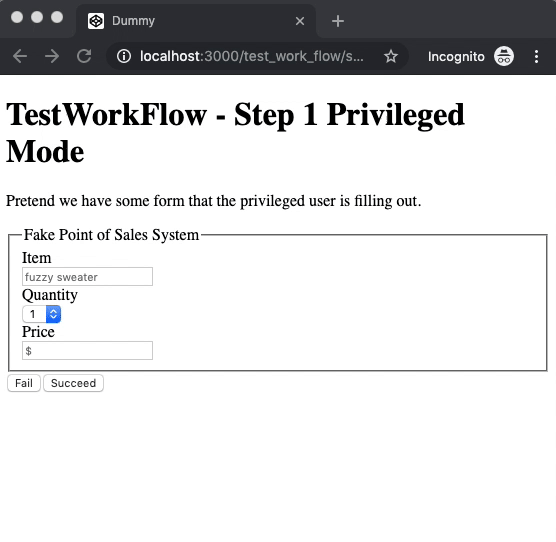 Dummy
localhost:3000/test_work_flow/s...
Incognito
TestWorkFlow - Step 1 Privileged
Mode
Pretend we have some form that the privileged user is filling out.
Fake Point of Sales System
Item
fuzzy sweater
Quantity
1
Price
$
Fail Succeed